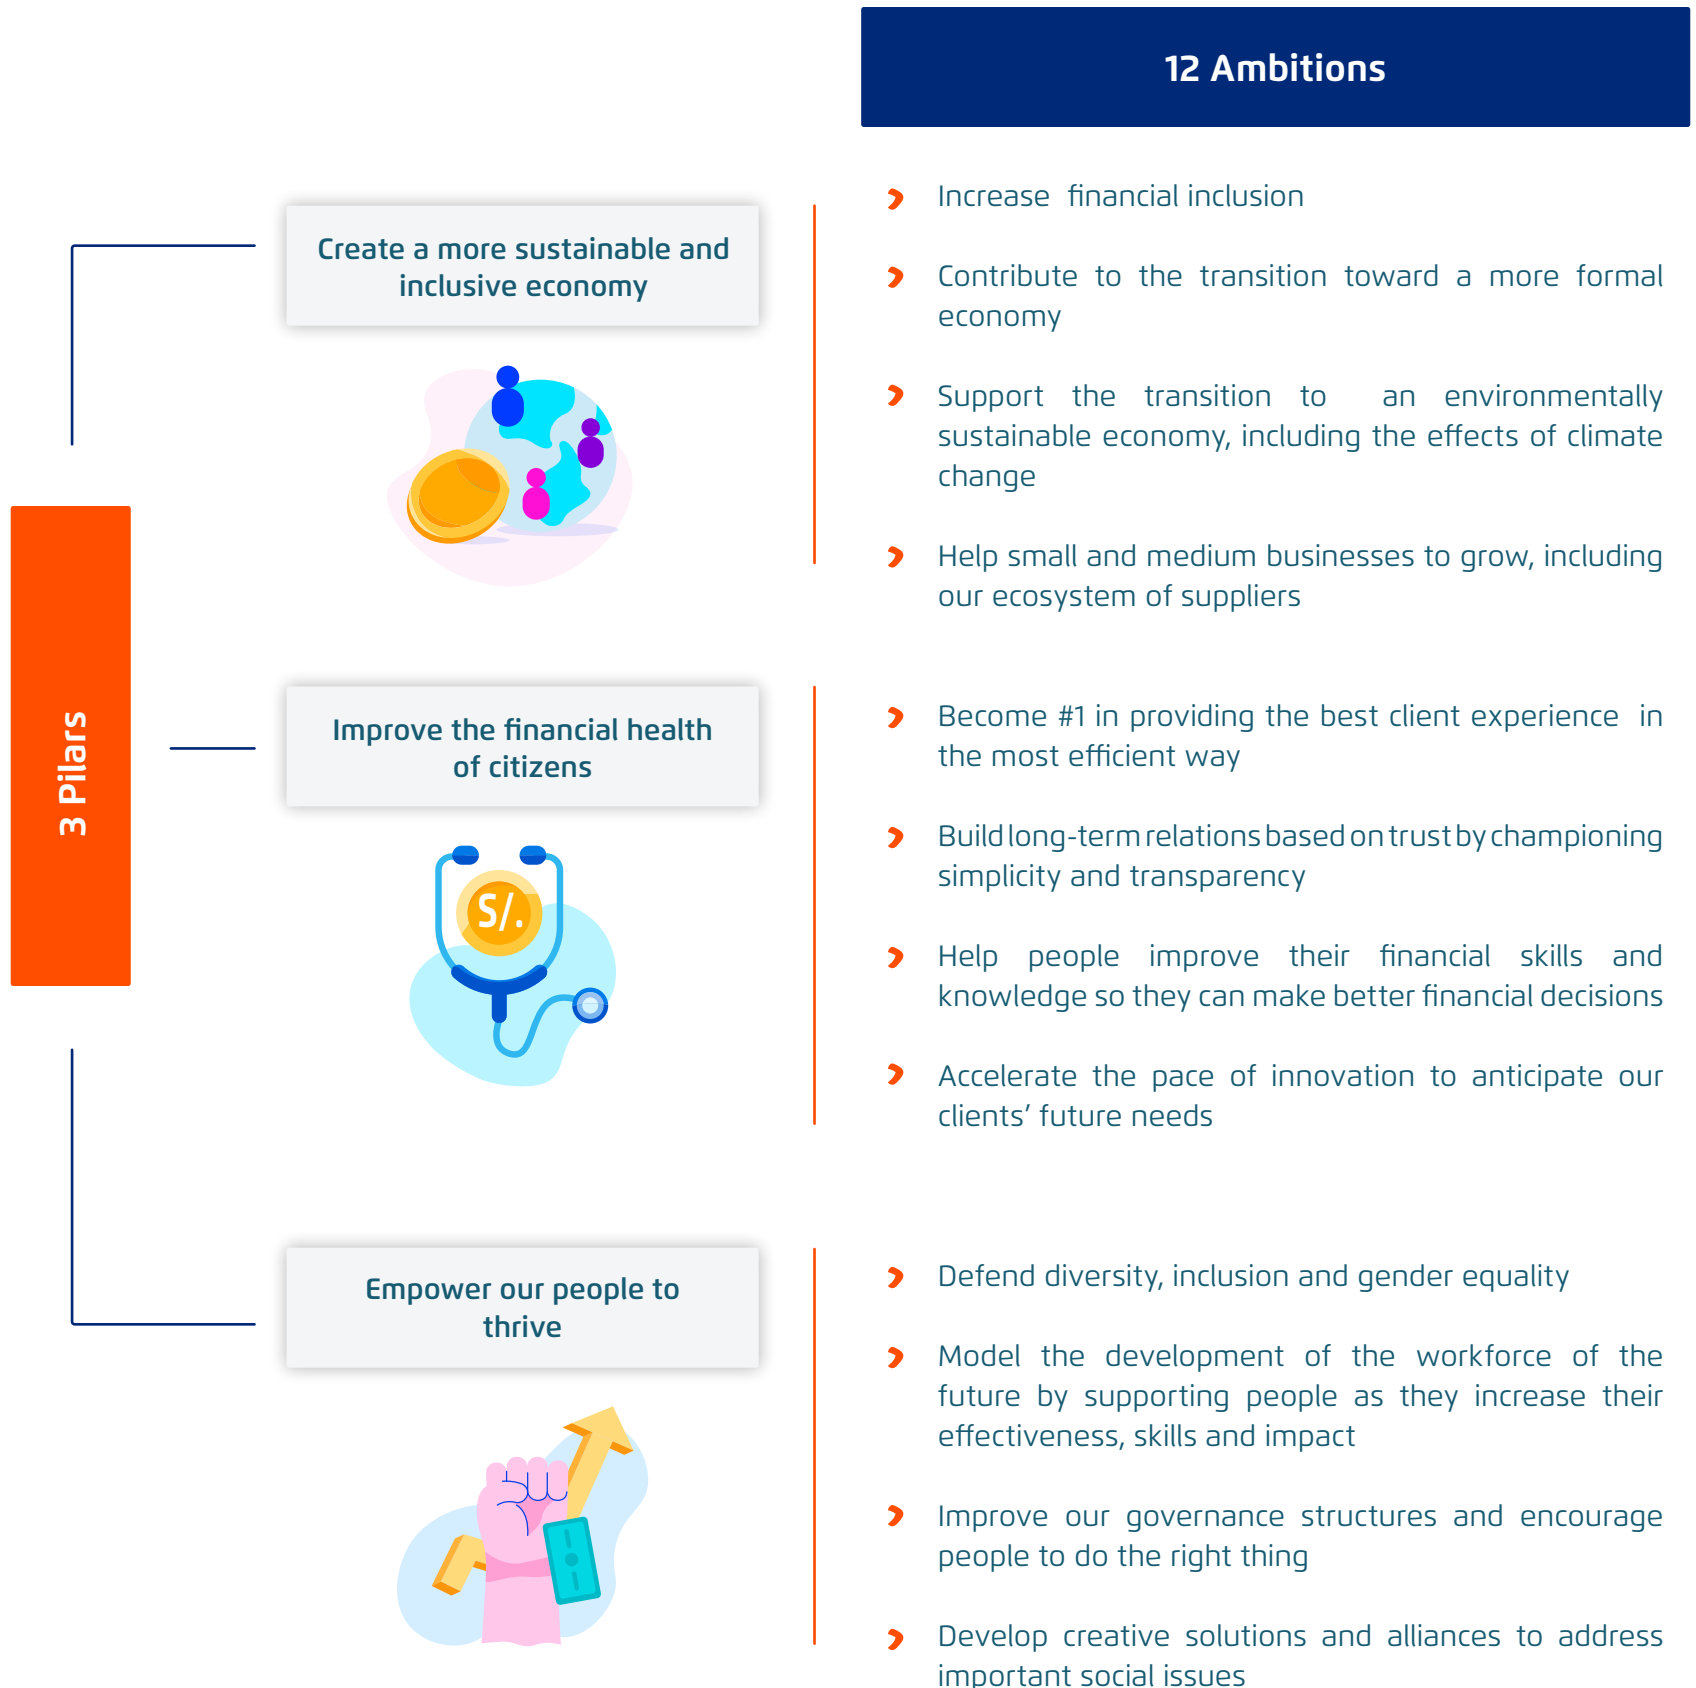 12 Ambitions
3 Pilars
Create a more sustainable and
inclusive economy
Increase financial inclusion
Contribute to the transition toward a more formal
economy
Support the transition to an environmentally
sustainable economy, including the effects of climate
change
Help small and medium businesses to grow, including
our ecosystem of suppliers
Improve the financial health
of citizens
S/.
Become #1 in providing the best client experience in
the most efficient way
Build long-term relations based on trust by championing
simplicity and transparency
Help people improve their financial skills and
knowledge so they can make better financial decisions
Accelerate the pace of innovation to anticipate our
clients’ future needs
Empower our people to
thrive
Defend diversity, inclusion and gender equality
Model the development of the workforce of the
future by supporting people as they increase their
effectiveness, skills and impact
Improve our governance structures and encourage
people to do the right thing
Develop creative solutions and alliances to address
important social issues